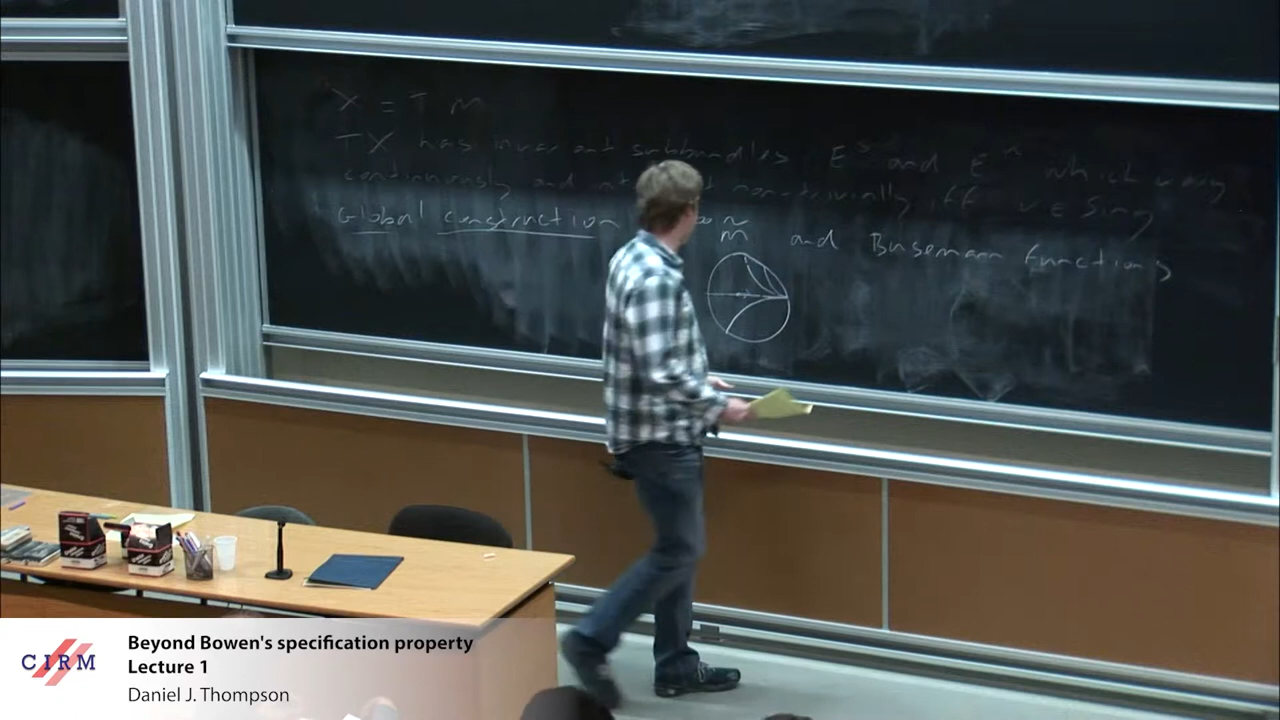 X = T M
TX has invariant subbundles E^s and E^u which vary
continuously and non-trivially iff v ∈ Sing
Global construction M̃ and Busemann functions
CIRM
Beyond Bowen's specification property
Lecture 1
Daniel J. Thompson